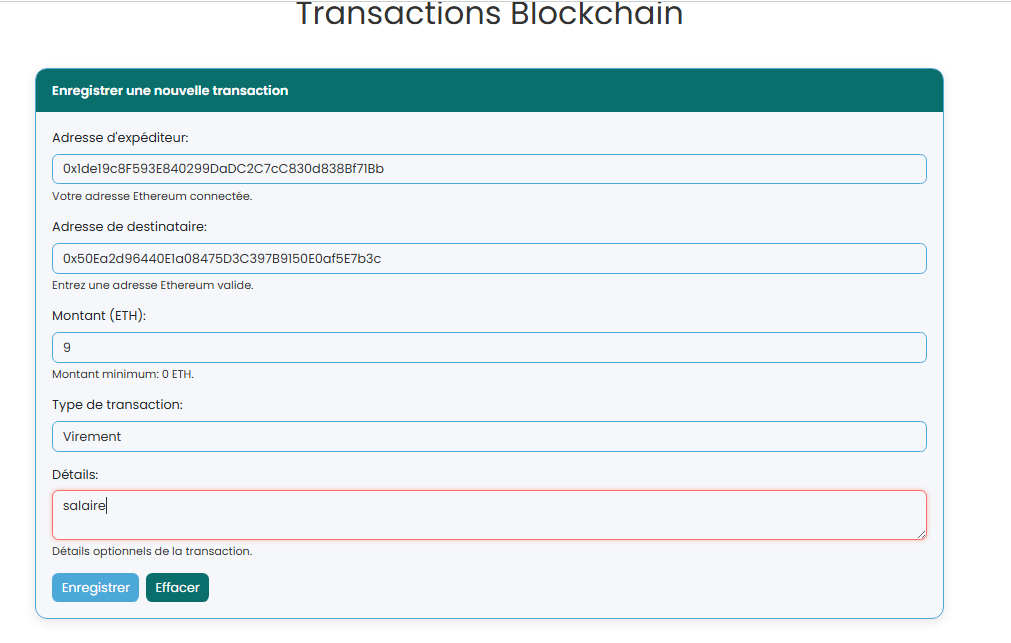 Transactions Blockchain
Enregistrer une nouvelle transaction
Adresse d'expéditeur:
0x1de19c8F593E840299DaDC2C7cC830d838Bf71Bb
Votre adresse Ethereum connectée.
Adresse de destinataire:
0x50Ea2d96440E1a08475D3C397B9150E0af5E7b3c
Entrez une adresse Ethereum valide.
Montant (ETH):
9
Montant minimum: 0 ETH.
Type de transaction:
Virement
Détails:
salaire
Détails optionnels de la transaction.
Enregistrer Effacer